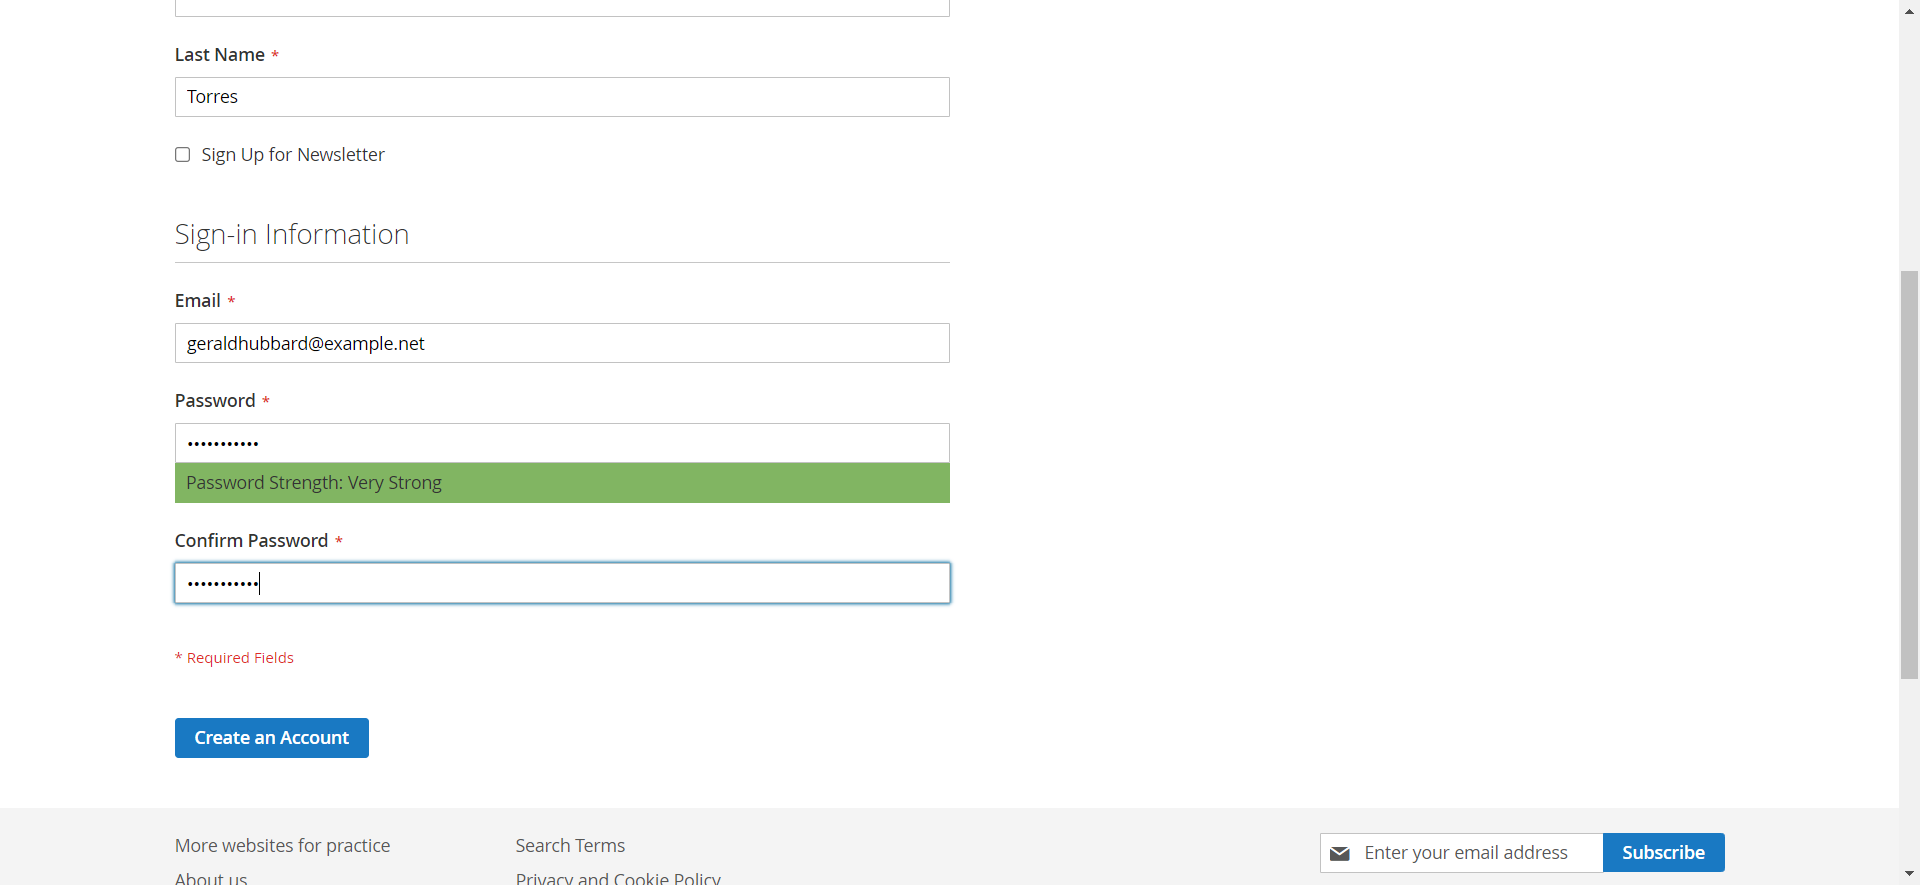 Last Name *
Torres
Sign Up for Newsletter
Sign-in Information
Email *
geraldhubbard@example.net
Password *
•••••••••••
Password Strength: Very Strong
Confirm Password *
•••••••••••
* Required Fields
Create an Account
More websites for practice
Search Terms
Enter your email address
Subscribe
About us
Privacy and Cookie Policy